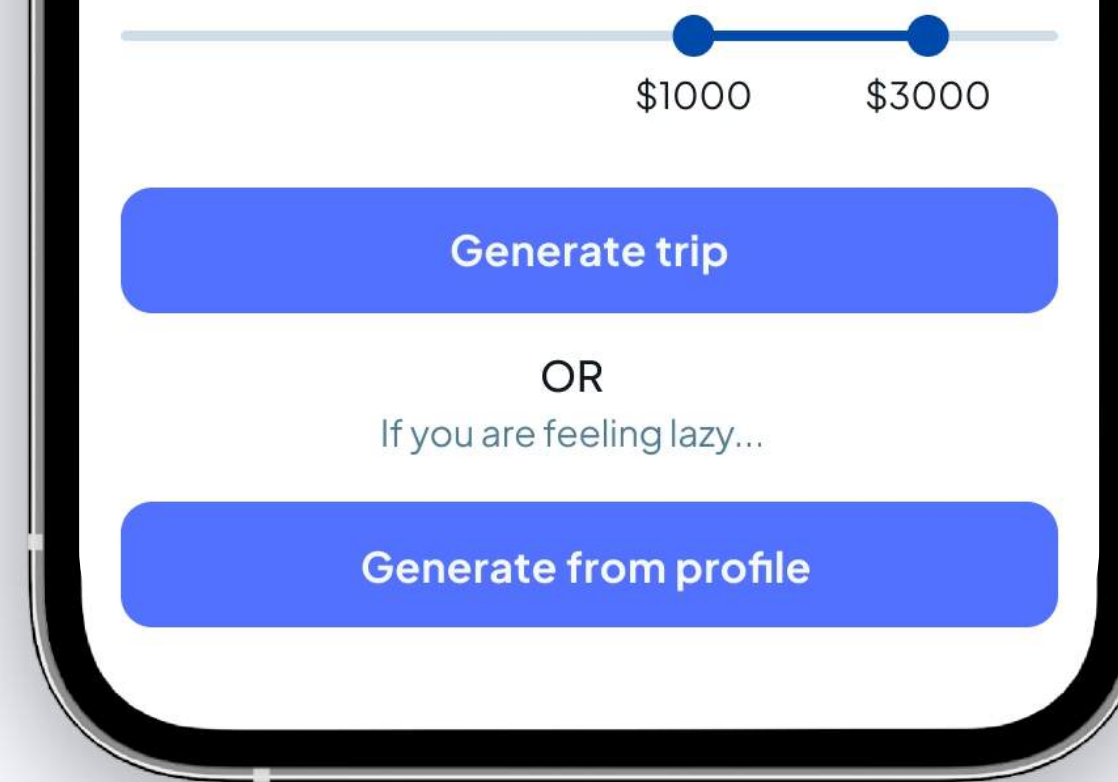 $1000 $3000
Generate trip
OR
If you are feeling lazy...
Generate from profile